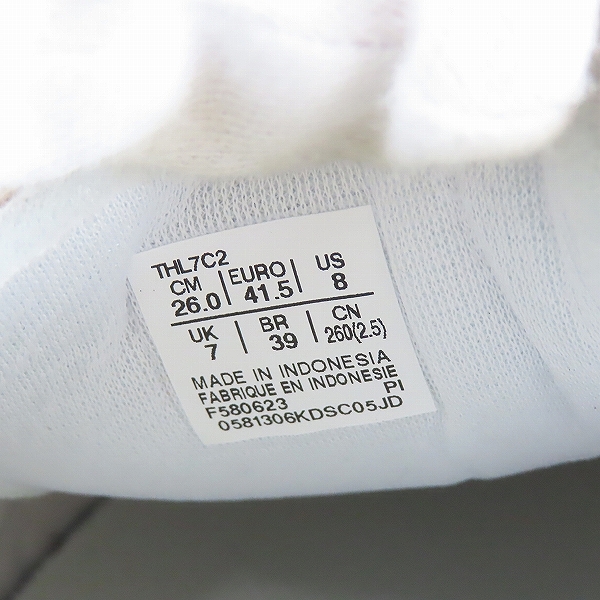 THL7C2
CM | EURO | US
26.0 | 41.5 | 8
UK | BR | CN
7 | 39 | 260(2.5)
MADE IN INDONESIA
FABRIQUE EN INDONESIE
F580623 PI
0581306KDSC05JD